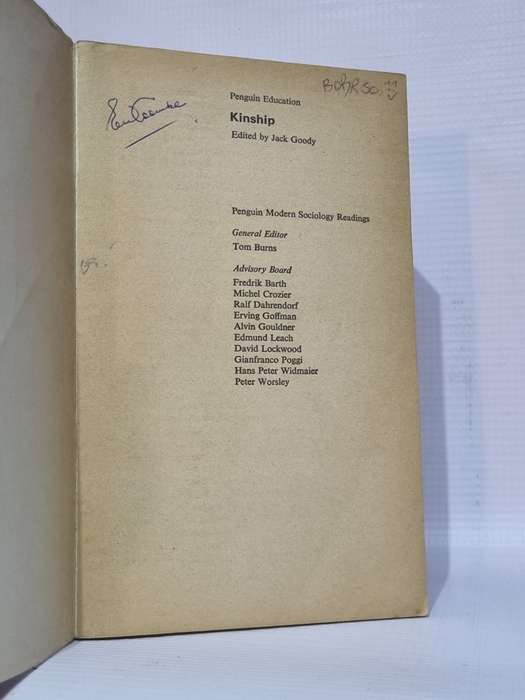 Penguin Education
Kinship
Edited by Jack Goody
Penguin Modern Sociology Readings
General Editor
Tom Burns
Advisory Board
Fredrik Barth
Michel Crozier
Ralf Dahrendorf
Erving Goffman
Alvin Gouldner
Edmund Leach
David Lockwood
Gianfranco Poggi
Hans Peter Widmaier
Peter Worsley